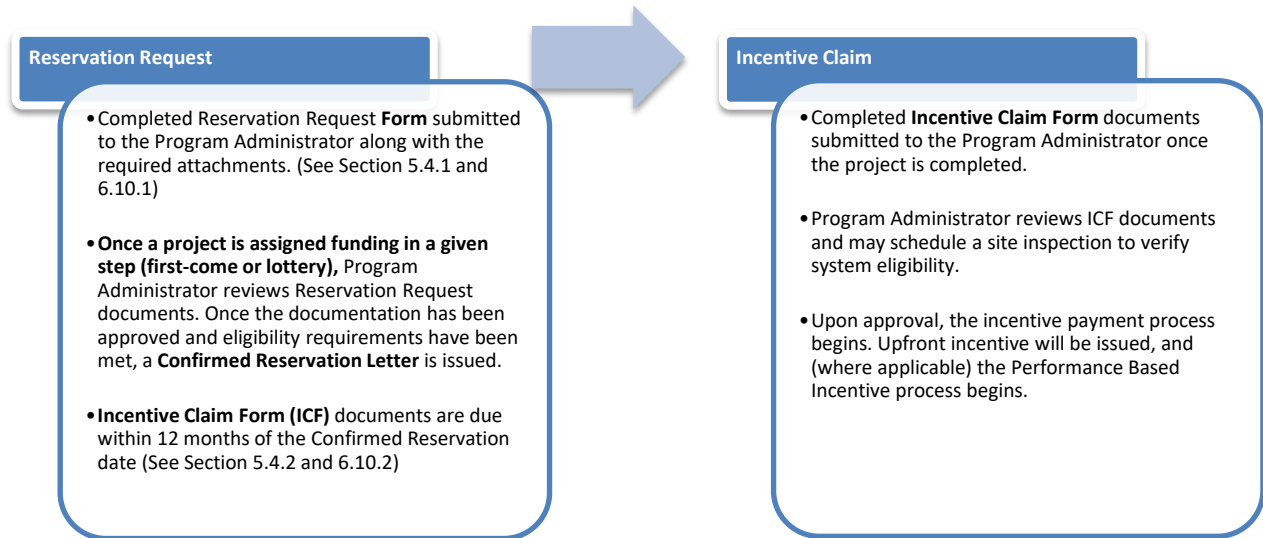 Reservation Request
•Completed Reservation Request Form submitted
to the Program Administrator along with the
required attachments. (See Section 5.4.1 and
6.10.1)
•Once a project is assigned funding in a given
step (first-come or lottery), Program
Administrator reviews Reservation Request
documents. Once the documentation has been
approved and eligibility requirements have been
met, a Confirmed Reservation Letter is issued.
•Incentive Claim Form (ICF) documents are due
within 12 months of the Confirmed Reservation
date (See Section 5.4.2 and 6.10.2)
Incentive Claim
•Completed Incentive Claim Form documents
submitted to the Program Administrator once
the project is completed.
•Program Administrator reviews ICF documents
and may schedule a site inspection to verify
system eligibility.
•Upon approval, the incentive payment process
begins. Upfront incentive will be issued, and
(where applicable) the Performance Based
Incentive process begins.